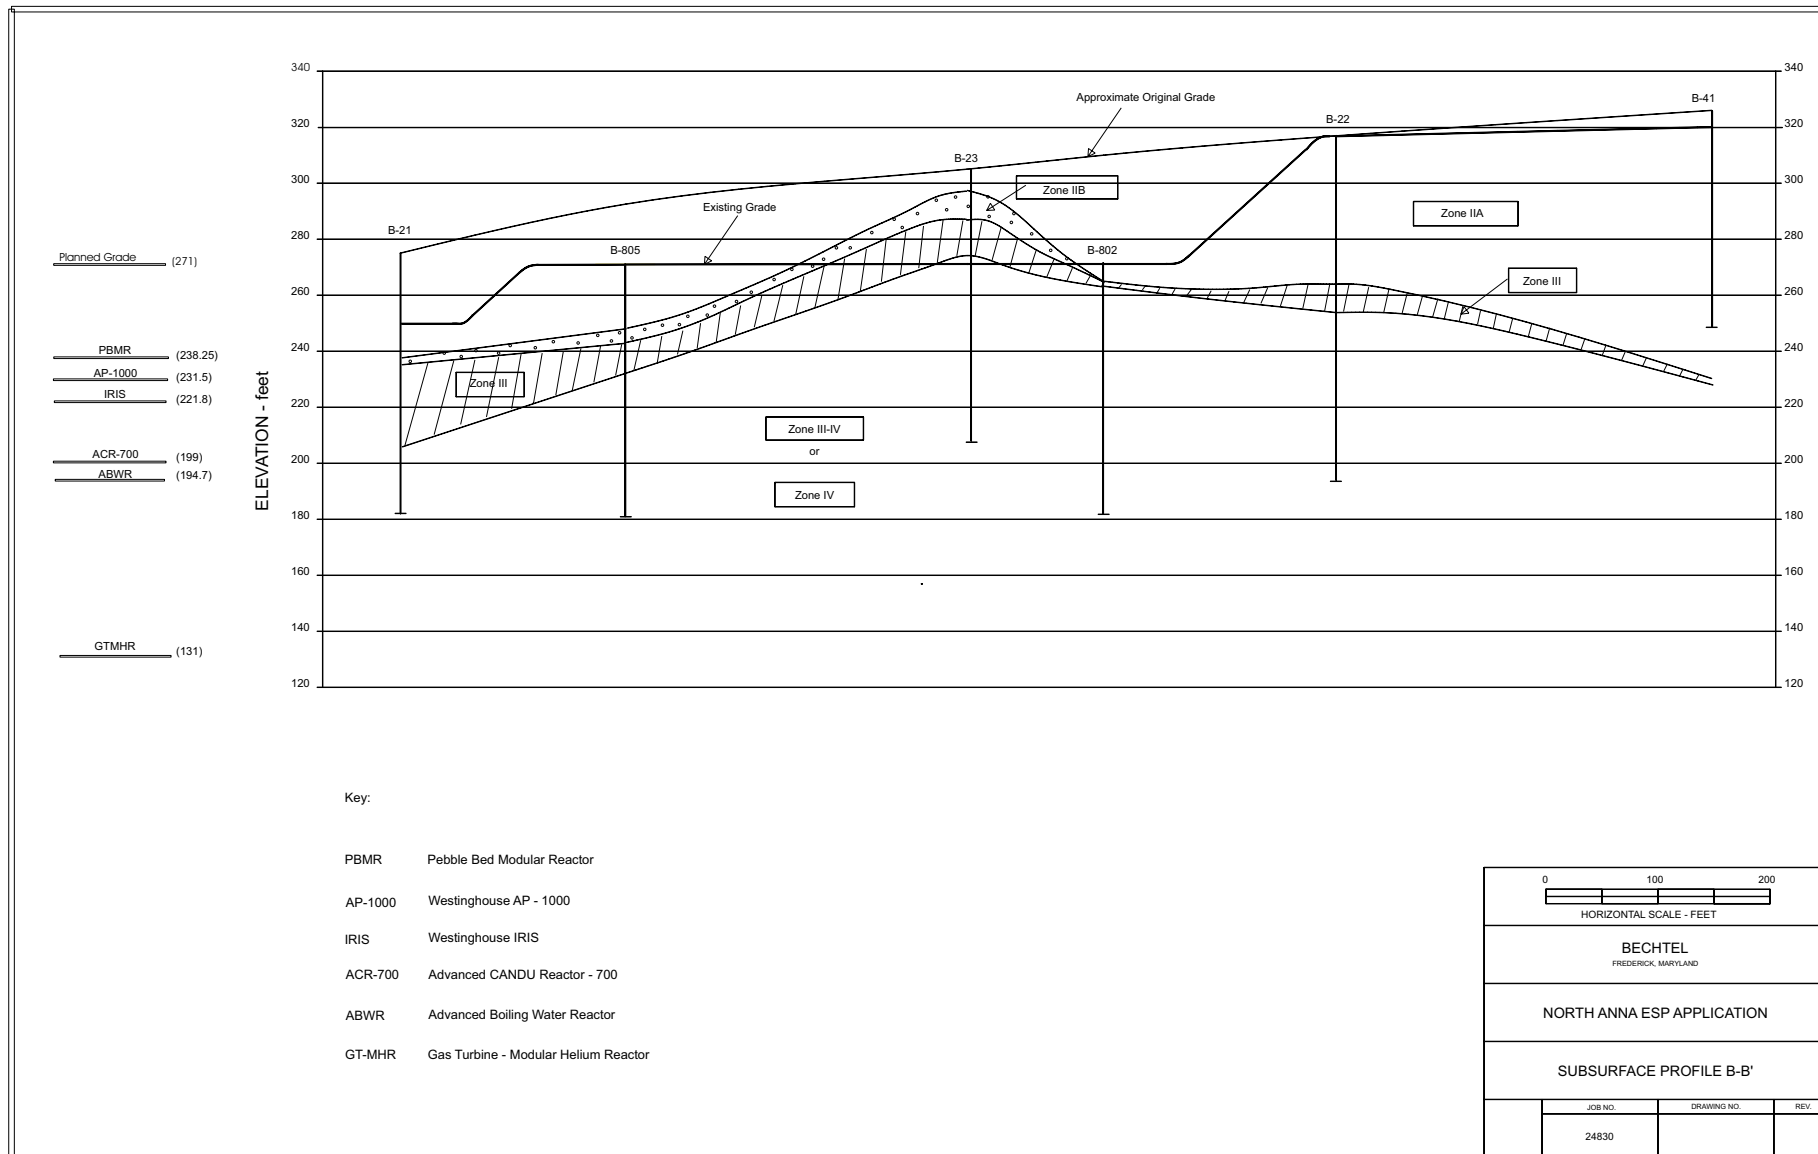 340
340
B-41
Approximate Original Grade
B-22
320
320
B-23
300
300
Zone IIB
Existing Grade
Zone IIA
B-21
280
280
B-805
B-802
Planned Grade (271)
Zone III
260
260
PBMR (238.25)
240
240
AP-1000 (231.5)
Zone III
IRIS (221.8)
220
220
ELEVATION - feet
Zone III-IV
or
ACR-700 (199)
200
200
ABWR (194.7)
Zone IV
180
180
160
160
140
140
GTMHR (131)
120
120
Key:
PBMR Pebble Bed Modular Reactor
AP-1000 Westinghouse AP - 1000
IRIS Westinghouse IRIS
ACR-700 Advanced CANDU Reactor - 700
ABWR Advanced Boiling Water Reactor
GT-MHR Gas Turbine - Modular Helium Reactor
0 100 200
HORIZONTAL SCALE - FEET
BECHTEL
FREDERICK, MARYLAND
NORTH ANNA ESP APPLICATION
SUBSURFACE PROFILE B-B'
JOB NO. DRAWING NO. REV.
24830